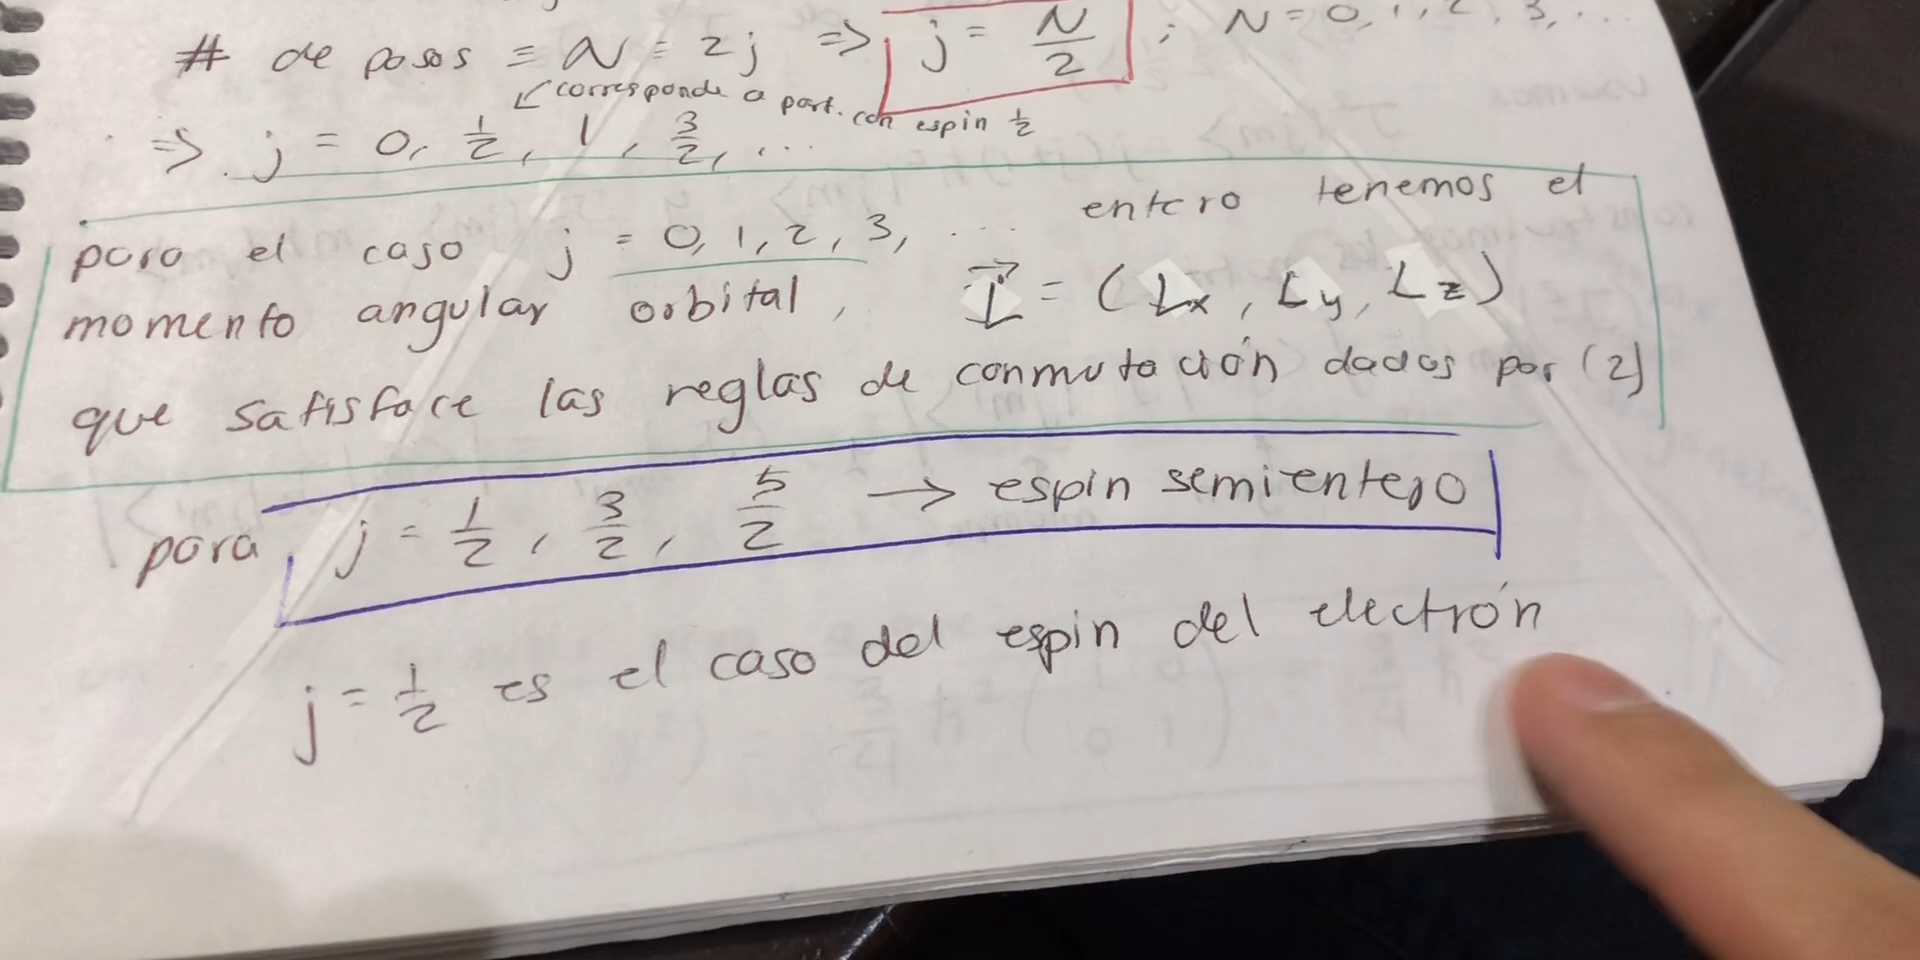 # de pasos ≡ N = 2j ⇒ j = N/2 ; N = 0, 1, 2, 3, ...
↙ corresponde a part. con espin 1/2
⇒ j = 0, 1/2, 1, 3/2, ...
para el caso j = 0, 1, 2, 3, ... entero tenemos el
momento angular orbital, L⃗ = (Lx, Ly, Lz)
que satisface las reglas de conmutación dadas por (2)
para j = 1/2, 3/2, 5/2 → espin semientero
j = 1/2 es el caso del espin del electrón